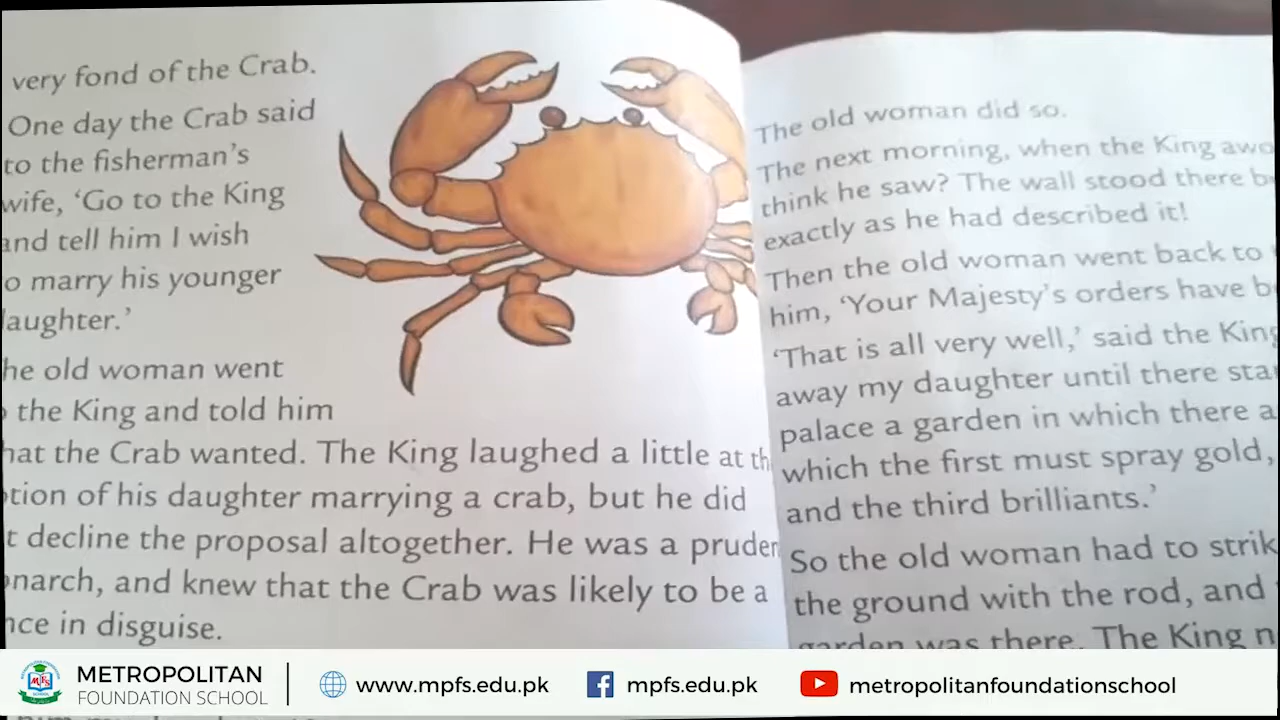 very fond of the Crab.
One day the Crab said
to the fisherman's
wife, 'Go to the King
and tell him I wish
o marry his younger
laughter.'
he old woman went
the King and told him
hat the Crab wanted. The King laughed a little at th
tion of his daughter marrying a crab, but he did
t decline the proposal altogether. He was a pruden
narch, and knew that the Crab was likely to be a
nce in disguise.
The old woman did so.
The next morning, when the King awo
think he saw? The wall stood there b
exactly as he had described it!
Then the old woman went back to
him, 'Your Majesty's orders have b
'That is all very well,' said the King
away my daughter until there sta
palace a garden in which there a
which the first must spray gold,
and the third brilliants.'
So the old woman had to strik
the ground with the rod, and
garden was there. The King n
METROPOLITAN
FOUNDATION SCHOOL
www.mpfs.edu.pk
mpfs.edu.pk
metropolitanfoundationschool